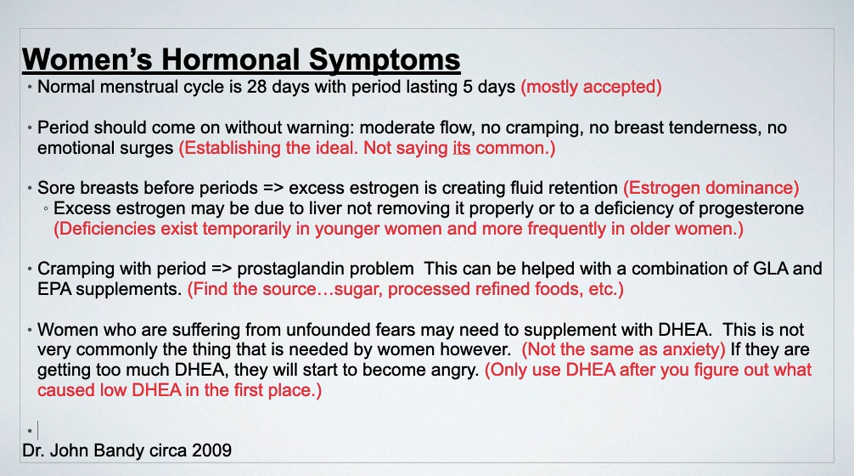 Women's Hormonal Symptoms
• Normal menstrual cycle is 28 days with period lasting 5 days (mostly accepted)
• Period should come on without warning: moderate flow, no cramping, no breast tenderness, no
emotional surges (Establishing the ideal. Not saying its common.)
• Sore breasts before periods => excess estrogen is creating fluid retention (Estrogen dominance)
◦ Excess estrogen may be due to liver not removing it properly or to a deficiency of progesterone
(Deficiencies exist temporarily in younger women and more frequently in older women.)
• Cramping with period => prostaglandin problem  This can be helped with a combination of GLA and
EPA supplements. (Find the source…sugar, processed refined foods, etc.)
• Women who are suffering from unfounded fears may need to supplement with DHEA.  This is not
very commonly the thing that is needed by women however.  (Not the same as anxiety) If they are
getting too much DHEA, they will start to become angry. (Only use DHEA after you figure out what
caused low DHEA in the first place.)
•
Dr. John Bandy circa 2009